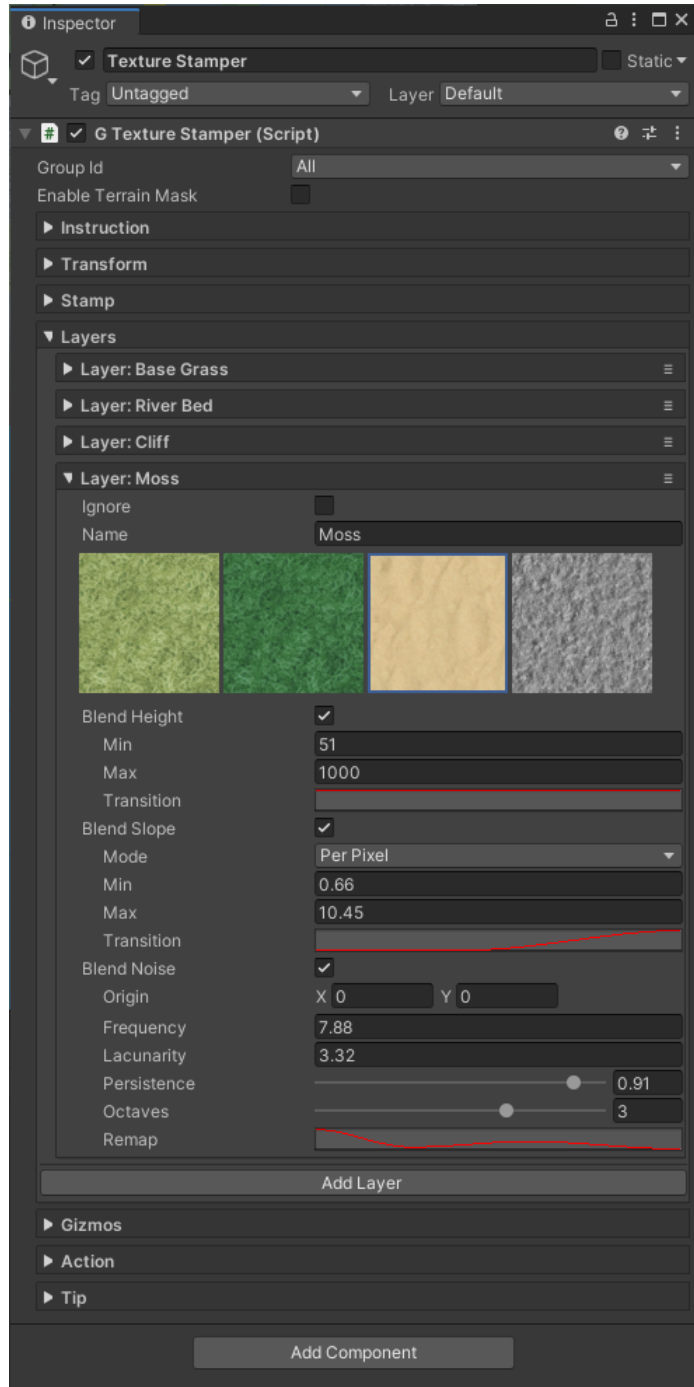 Inspector
Texture Stamper Static
Tag Untagged Layer Default
# G Texture Stamper (Script)
Group Id All
Enable Terrain Mask
Instruction
Transform
Stamp
Layers
Layer: Base Grass
Layer: River Bed
Layer: Cliff
Layer: Moss
Ignore
Name Moss
Blend Height
Min 51
Max 1000
Transition
Blend Slope
Mode Per Pixel
Min 0.66
Max 10.45
Transition
Blend Noise
Origin X 0 Y 0
Frequency 7.88
Lacunarity 3.32
Persistence 0.91
Octaves 3
Remap
Add Layer
Gizmos
Action
Tip
Add Component